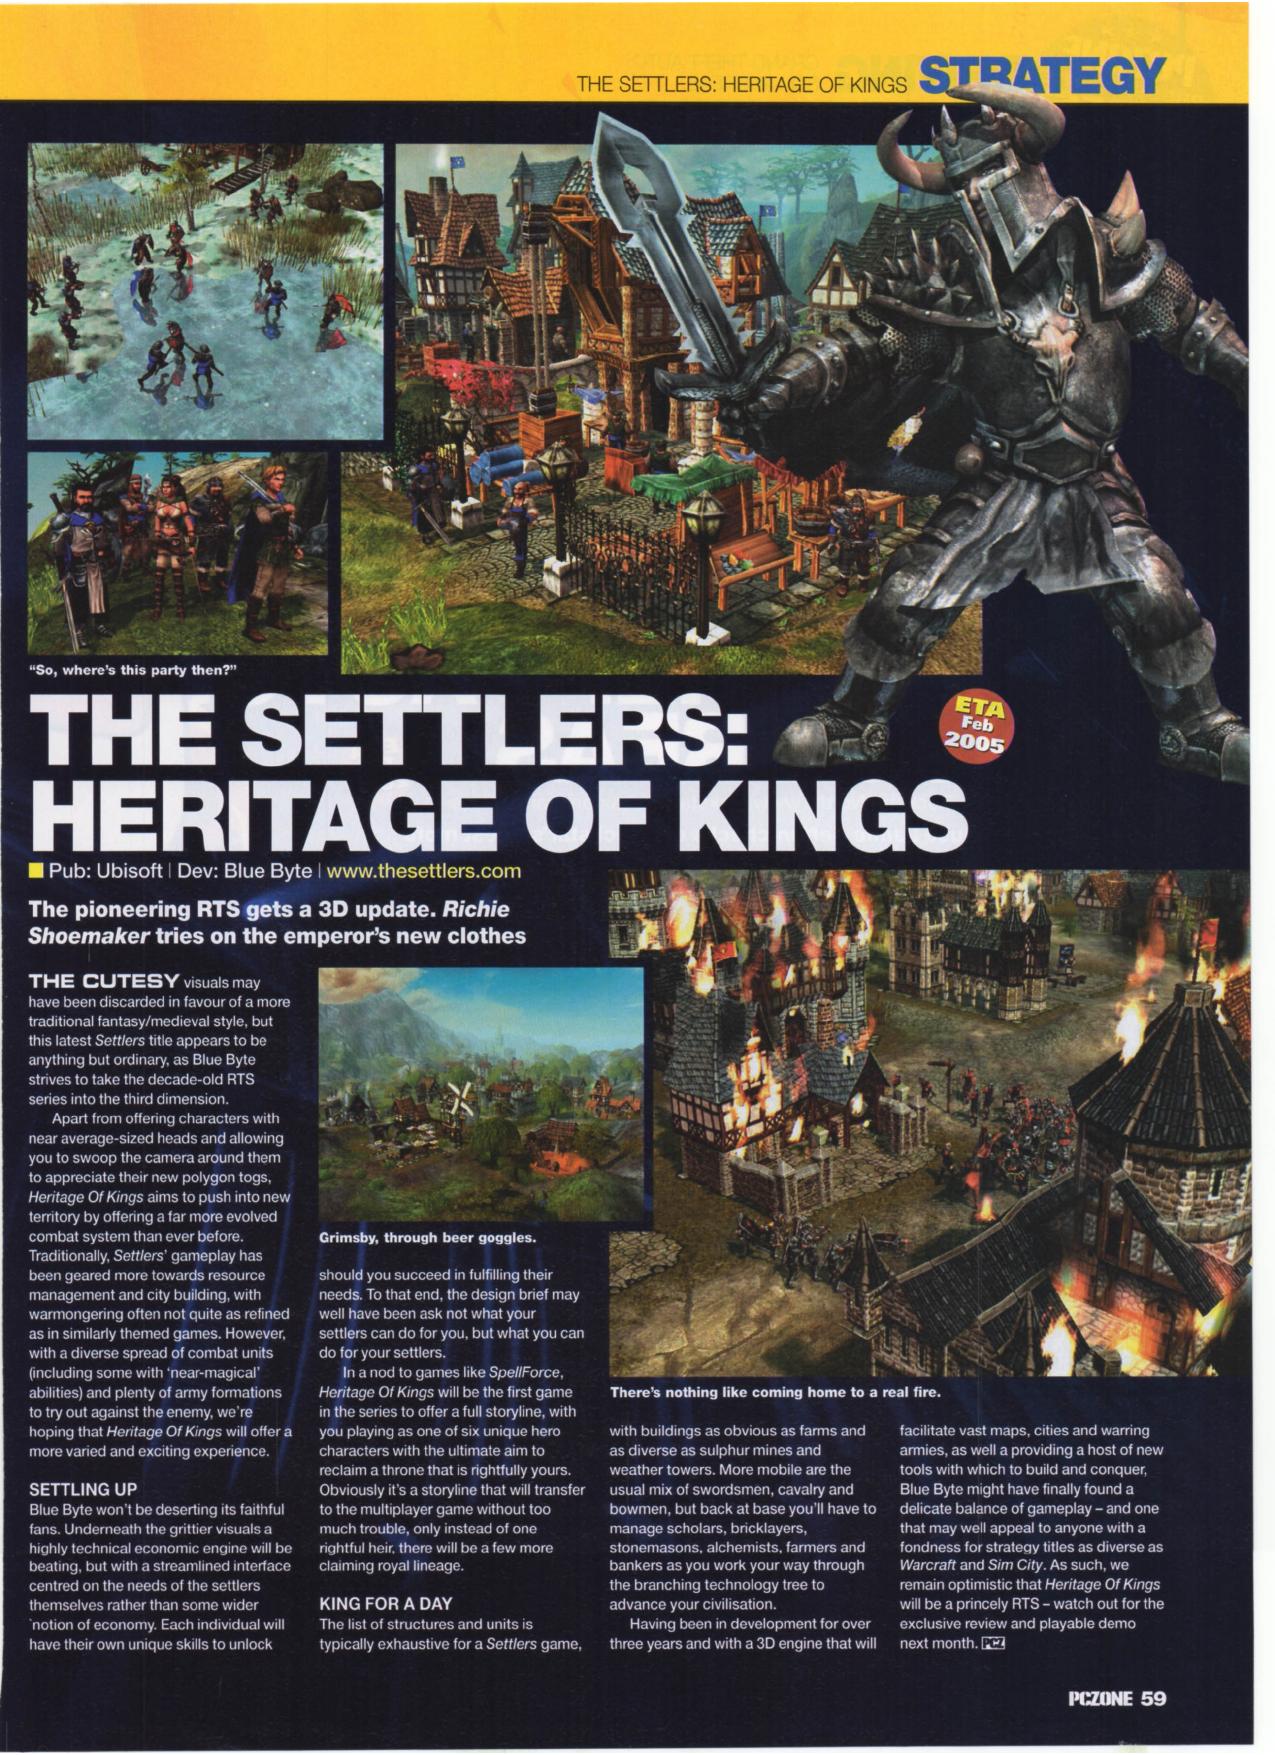 THE SETTLERS: HERITAGE OF KINGS STRATEGY
"So, where's this party then?"
ETA
Feb
2005
THE SETTLERS:
HERITAGE OF KINGS
Pub: Ubisoft | Dev: Blue Byte | www.thesettlers.com
The pioneering RTS gets a 3D update. Richie
Shoemaker tries on the emperor's new clothes
THE CUTESY visuals may
have been discarded in favour of a more
traditional fantasy/medieval style, but
this latest Settlers title appears to be
anything but ordinary, as Blue Byte
strives to take the decade-old RTS
series into the third dimension.
Apart from offering characters with
near average-sized heads and allowing
you to swoop the camera around them
to appreciate their new polygon togs,
Heritage Of Kings aims to push into new
territory by offering a far more evolved
combat system than ever before.
Traditionally, Settlers' gameplay has
been geared more towards resource
management and city building, with
warmongering often not quite as refined
as in similarly themed games. However,
with a diverse spread of combat units
(including some with 'near-magical'
abilities) and plenty of army formations
to try out against the enemy, we're
hoping that Heritage Of Kings will offer a
more varied and exciting experience.
SETTLING UP
Blue Byte won't be deserting its faithful
fans. Underneath the grittier visuals a
highly technical economic engine will be
beating, but with a streamlined interface
centred on the needs of the settlers
themselves rather than some wider
notion of economy. Each individual will
have their own unique skills to unlock
Grimsby, through beer goggles.
should you succeed in fulfilling their
needs. To that end, the design brief may
well have been ask not what your
settlers can do for you, but what you can
do for your settlers.
In a nod to games like SpellForce,
Heritage Of Kings will be the first game
in the series to offer a full storyline, with
you playing as one of six unique hero
characters with the ultimate aim to
reclaim a throne that is rightfully yours.
Obviously it's a storyline that will transfer
to the multiplayer game without too
much trouble, only instead of one
rightful heir, there will be a few more
claiming royal lineage.
KING FOR A DAY
The list of structures and units is
typically exhaustive for a Settlers game,
There's nothing like coming home to a real fire.
with buildings as obvious as farms and
as diverse as sulphur mines and
weather towers. More mobile are the
usual mix of swordsmen, cavalry and
bowmen, but back at base you'll have to
manage scholars, bricklayers,
stonemasons, alchemists, farmers and
bankers as you work your way through
the branching technology tree to
advance your civilisation.
Having been in development for over
three years and with a 3D engine that will
facilitate vast maps, cities and warring
armies, as well a providing a host of new
tools with which to build and conquer,
Blue Byte might have finally found a
delicate balance of gameplay – and one
that may well appeal to anyone with a
fondness for strategy titles as diverse as
Warcraft and Sim City. As such, we
remain optimistic that Heritage Of Kings
will be a princely RTS – watch out for the
exclusive review and playable demo
next month. PCZ
PCZONE 59